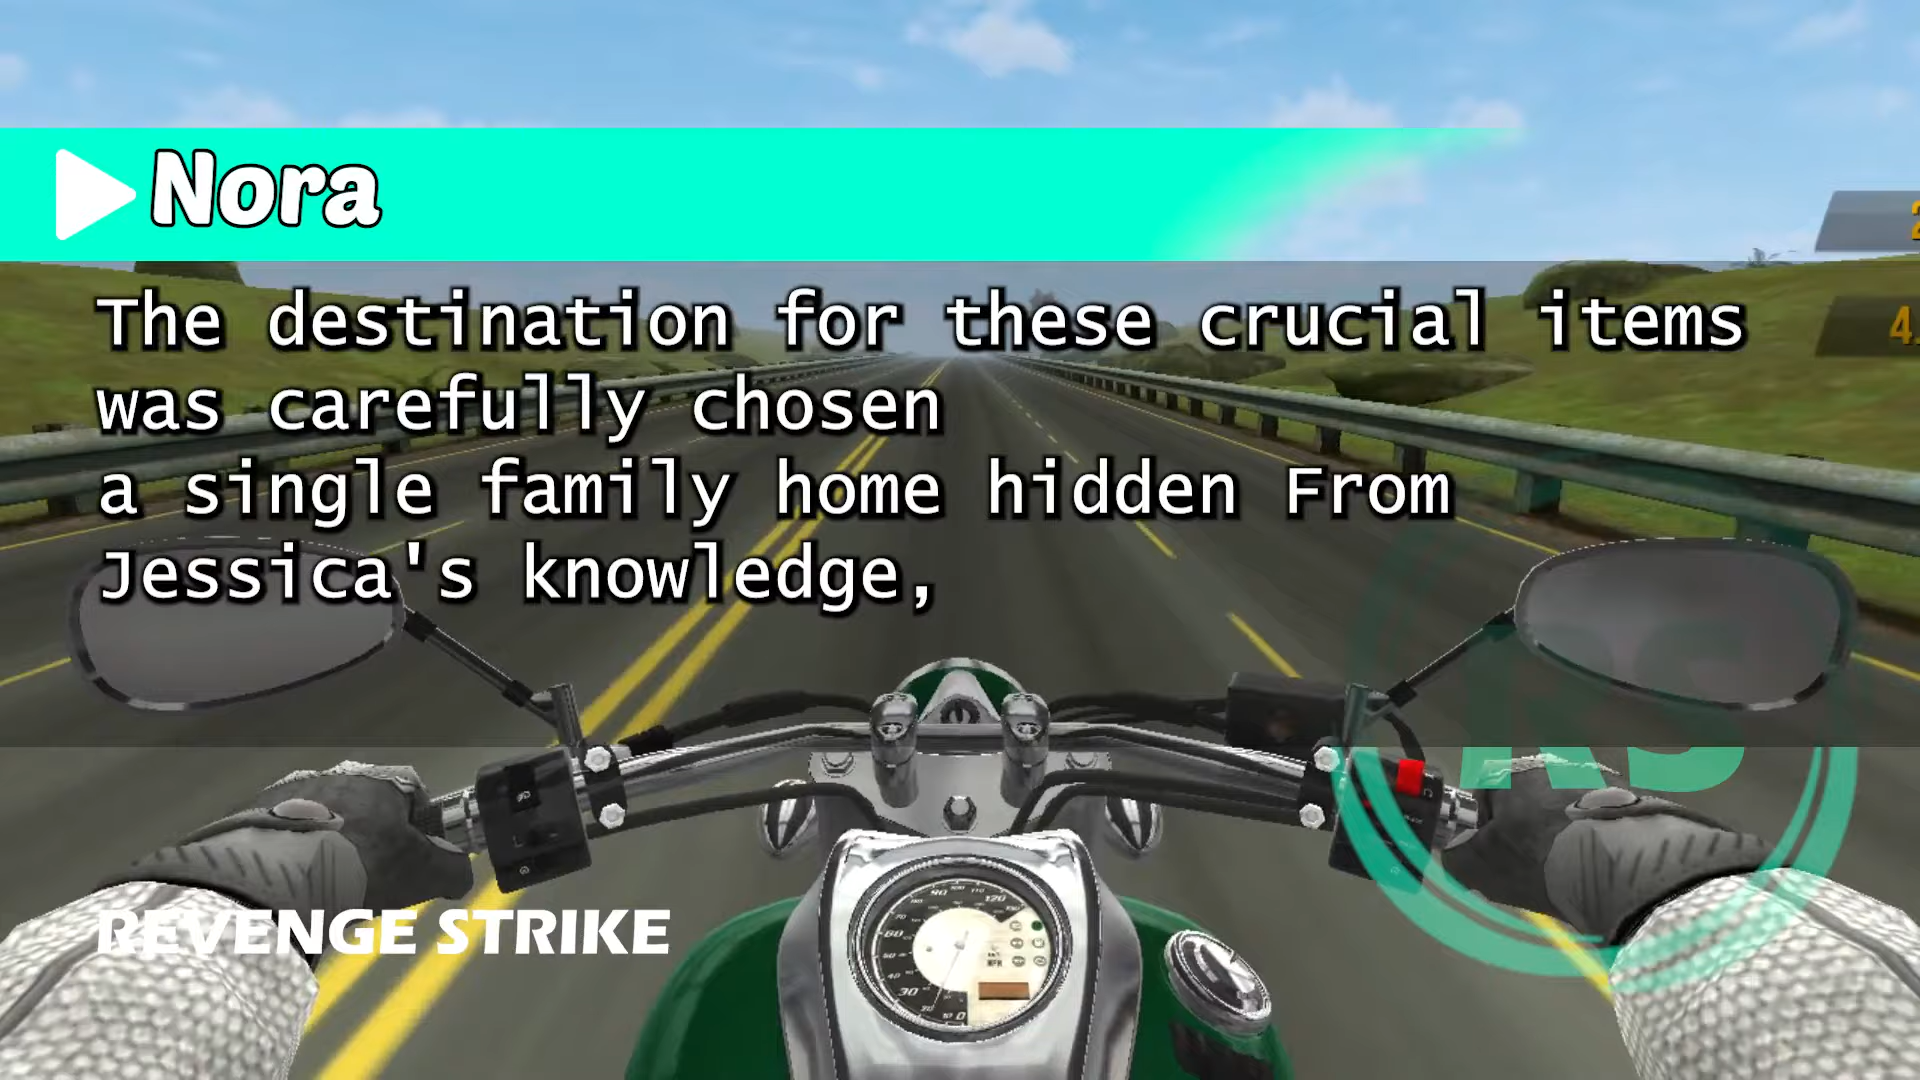 Nora
The destination for these crucial items
was carefully chosen
a single family home hidden From
Jessica's knowledge,
RS
REVENGE STRIKE